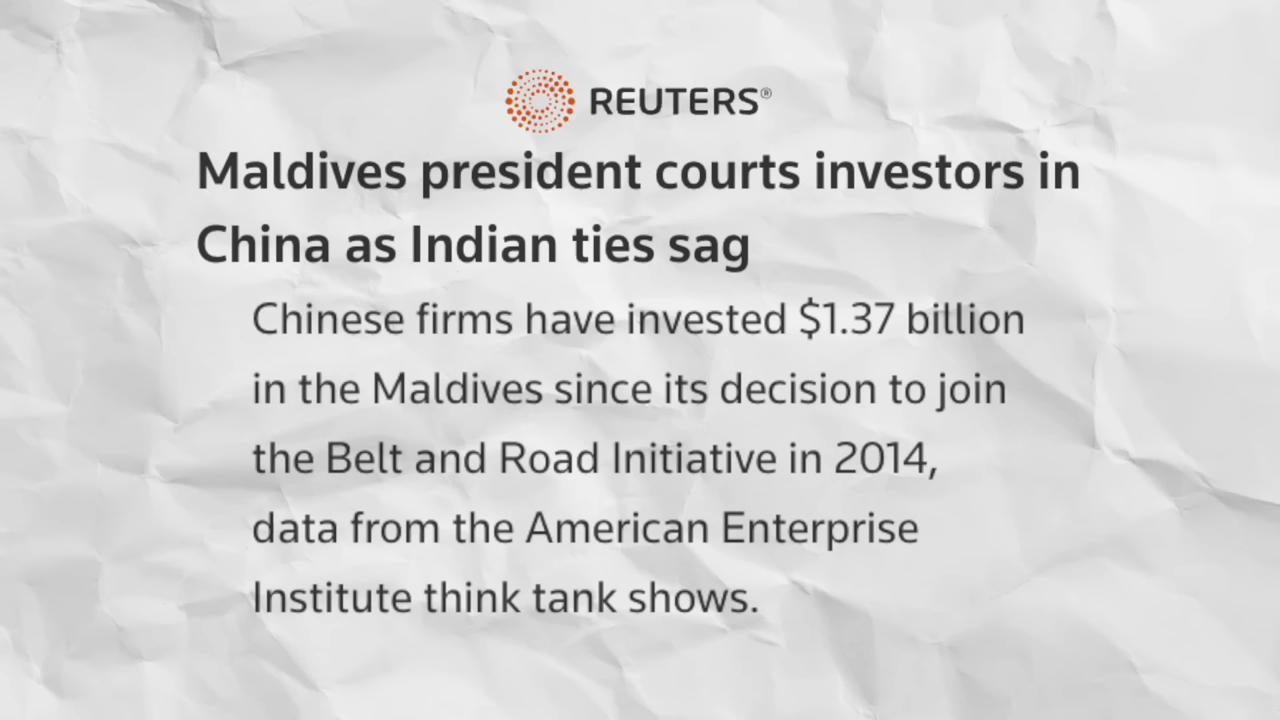 REUTERS®
Maldives president courts investors in
China as Indian ties sag
Chinese firms have invested $1.37 billion
in the Maldives since its decision to join
the Belt and Road Initiative in 2014,
data from the American Enterprise
Institute think tank shows.